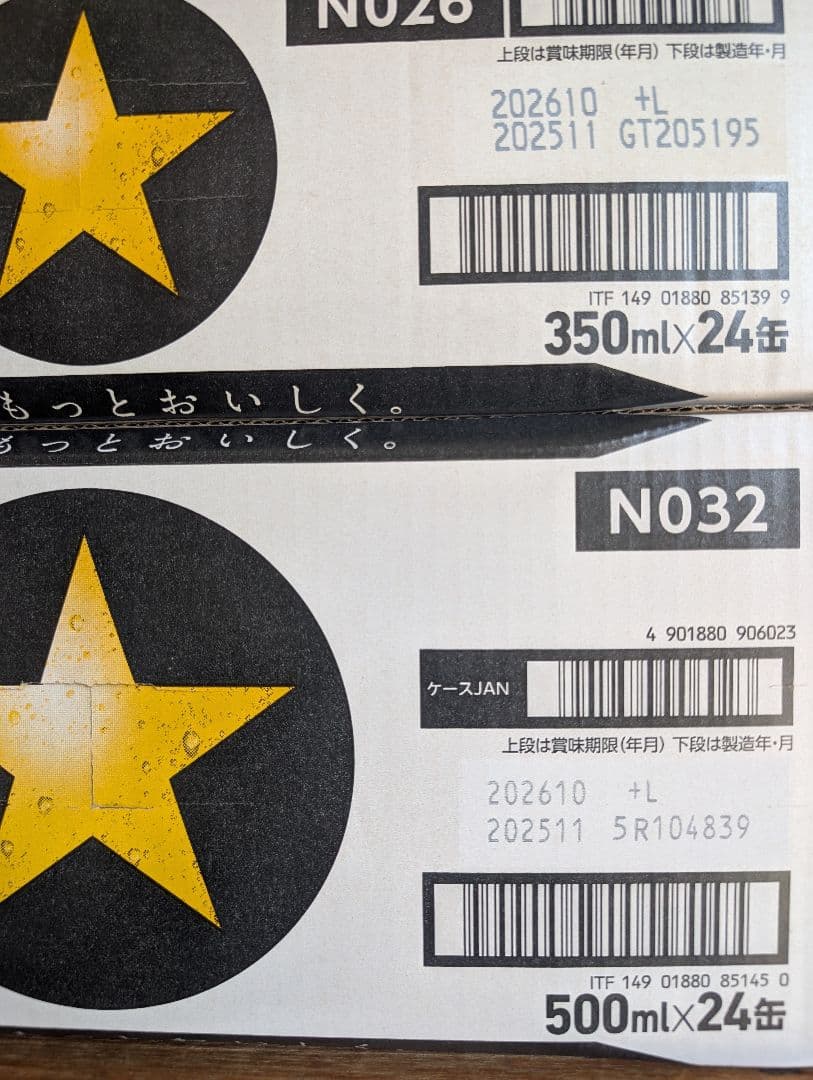 N026
上段は賞味期限(年月) 下段は製造年・月
202610 +L
202511 GT205195
ITF 149 01880 85139 9
350ml×24缶
もっとおいしく。
もっとおいしく。
N032
4 901880 906023
ケースJAN
上段は賞味期限(年月) 下段は製造年・月
202610 +L
202511 5R104839
ITF 149 01880 85145 0
500ml×24缶